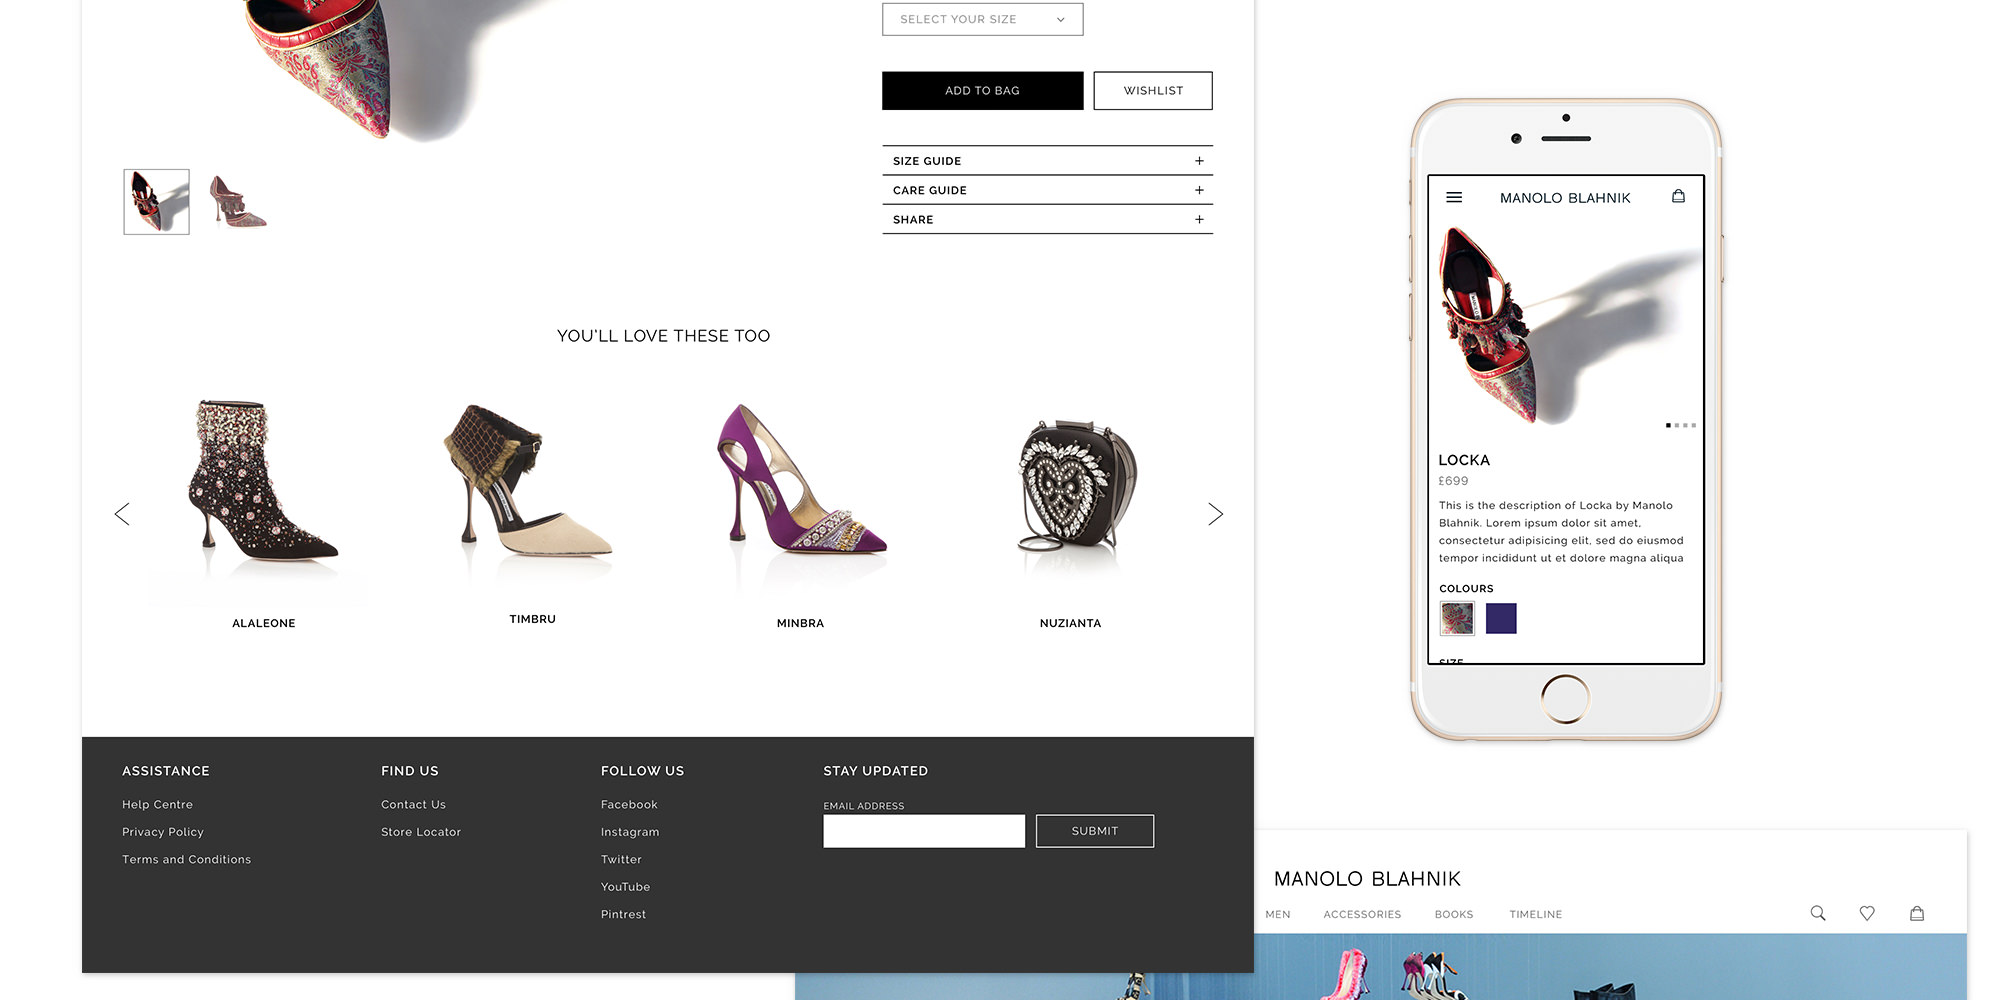 SELECT YOUR SIZE
ADD TO BAG
WISHLIST
SIZE GUIDE +
CARE GUIDE +
SHARE +
YOU'LL LOVE THESE TOO
ALALEONE
TIMBRU
MINBRA
NUZIANTA
ASSISTANCE
Help Centre
Privacy Policy
Terms and Conditions
FIND US
Contact Us
Store Locator
FOLLOW US
Facebook
Instagram
Twitter
YouTube
Pintrest
STAY UPDATED
EMAIL ADDRESS
SUBMIT
MANOLO BLAHNIK
LOCKA
£699
This is the description of Locka by Manolo
Blahnik. Lorem ipsum dolor sit amet,
consectetur adipisicing elit, sed do eiusmod
tempor incididunt ut et dolore magna aliqua
COLOURS
SIZE
MANOLO BLAHNIK
MEN
ACCESSORIES
BOOKS
TIMELINE